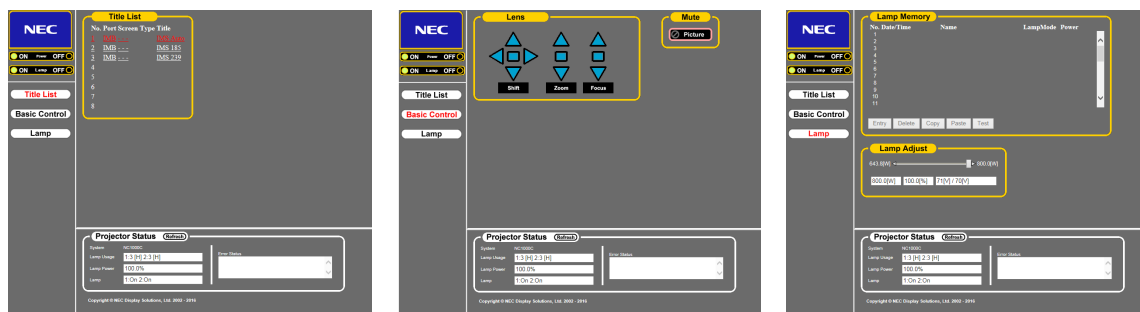 NEC
ON Power OFF
ON Lamp OFF
Title List
Basic Control
Lamp
Title List
No. Port Screen Type Title
1 IMB - - -
2 IMB - - - IMS 185
3 IMB - - - IMS 239
4
5
6
7
8
Projector Status Refresh
System NC1000C
Lamp Usage 1:3 [H] 2:3 [H]
Lamp Power 100.0%
Lamp 1:On 2:On
Error Status
Copyright © NEC Display Solutions, Ltd. 2002 - 2016
NEC
ON Power OFF
ON Lamp OFF
Title List
Basic Control
Lamp
Lens
Shift Zoom Focus
Mute
Picture
Projector Status Refresh
System NC1000C
Lamp Usage 1:3 [H] 2:3 [H]
Lamp Power 100.0%
Lamp 1:On 2:On
Error Status
Copyright © NEC Display Solutions, Ltd. 2002 - 2016
NEC
ON Power OFF
ON Lamp OFF
Title List
Basic Control
Lamp
Lamp Memory
No. Date/Time Name LampMode Power
1
2
3
4
5
6
7
8
9
10
11
Entry Delete Copy Paste Test
Lamp Adjust
643.8[W] 800.0[W]
800.0[W] 100.0[%] 71[V] / 70[V]
Projector Status Refresh
System NC1000C
Lamp Usage 1:3 [H] 2:3 [H]
Lamp Power 100.0%
Lamp 1:On 2:On
Error Status
Copyright © NEC Display Solutions, Ltd. 2002 - 2016